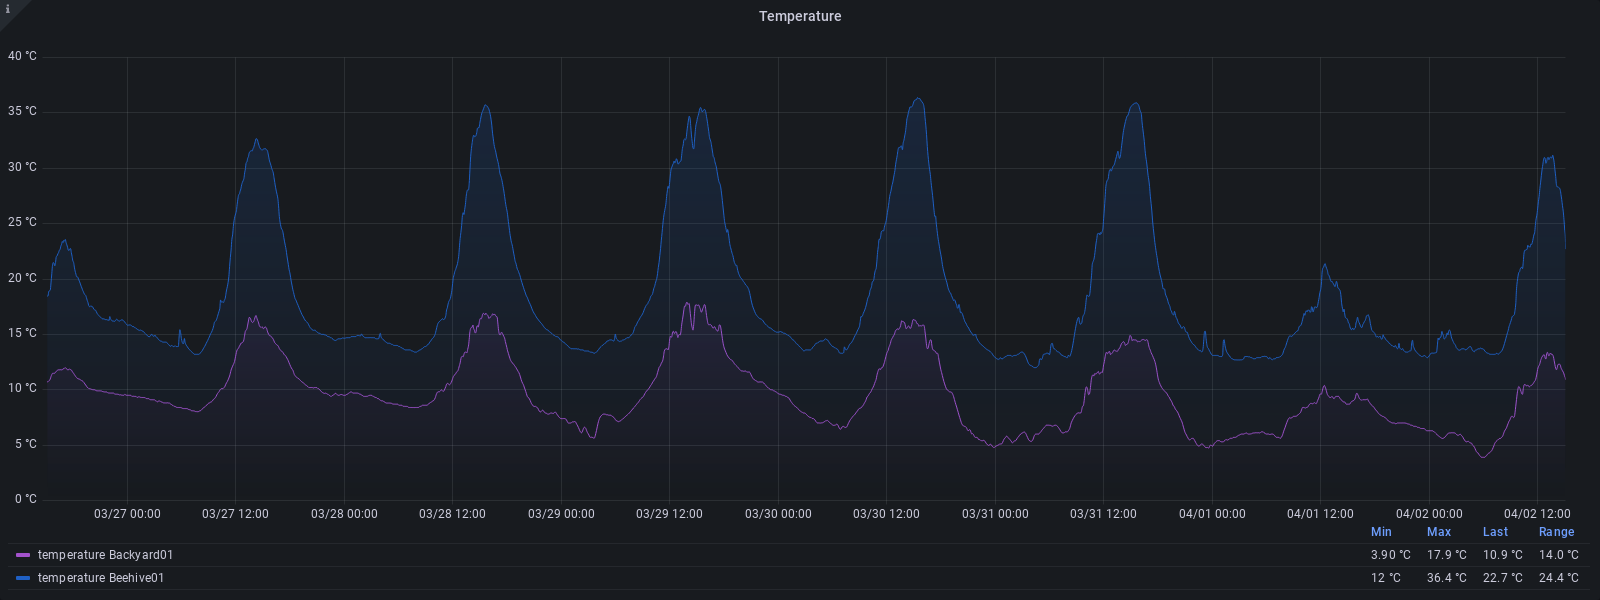 i
Temperature
40 °C
35 °C
30 °C
25 °C
20 °C
15 °C
10 °C
5 °C
0 °C
03/27 00:00 03/27 12:00 03/28 00:00 03/28 12:00 03/29 00:00 03/29 12:00 03/30 00:00 03/30 12:00 03/31 00:00 03/31 12:00 04/01 00:00 04/01 12:00 04/02 00:00 04/02 12:00
Min Max Last Range
temperature Backyard01 3.90 °C 17.9 °C 10.9 °C 14.0 °C
temperature Beehive01 12 °C 36.4 °C 22.7 °C 24.4 °C